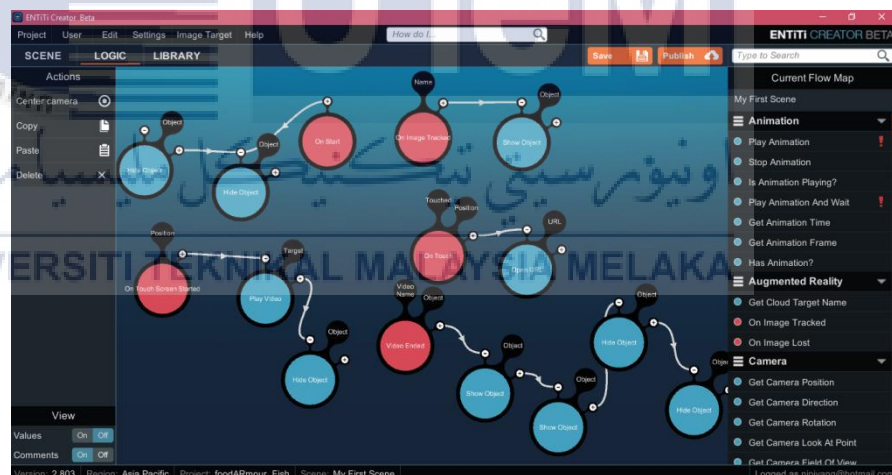 ENTiTi Creator Beta
Project User Edit Settings Image Target Help
How do I...
ENTiTi CREATOR BETA
SCENE LOGIC LIBRARY
Save Publish
Type to Search
Actions
Center camera
Copy
Paste
Delete
Current Flow Map
My First Scene
Animation
Play Animation
Stop Animation
Is Animation Playing?
Play Animation And Wait
Get Animation Time
Get Animation Frame
Has Animation?
Augmented Reality
Get Cloud Target Name
On Image Tracked
On Image Lost
Camera
Get Camera Position
Get Camera Direction
Get Camera Rotation
Get Camera Look At Point
Get Camera Field Of View
Object
Hide Object
Object
Hide Object
On Start
Name
On Image Tracked
Object
Show Object
اونيۏرسيتي تيكنيكل مليسيا
Touched
Position
On Touch
URL
Open URL
VERSITI TEKNIKAL MALAYSIA MELAKA
Position
On Touch Screen Started
Target
Play Video
Object
Hide Object
Video Name
Object
Video Ended
Object
Show Object
Object
Show Object
Object
Hide Object
Object
Hide Object
View
Values On Off
Comments On Off
Version: 2.803 Region: Asia Pacific Project: foodARmour_Fish Scene: My First Scene